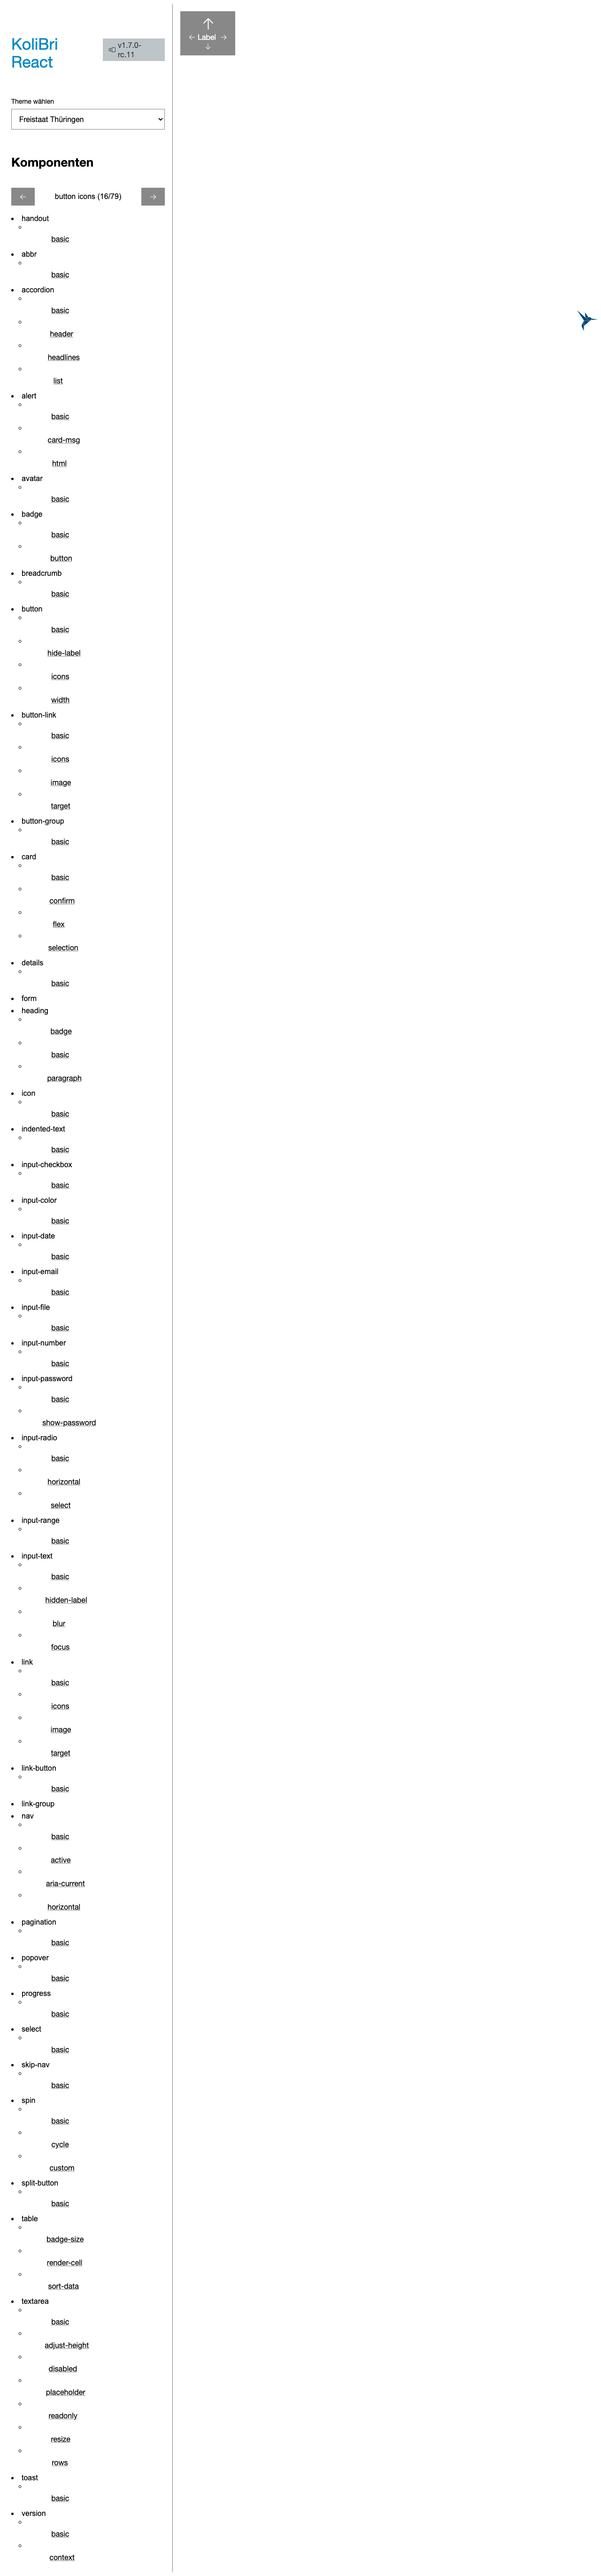 KoliBri
React
v1.7.0-
rc.11
Theme wählen
Freistaat Thüringen
Komponenten
button icons (16/79)
handout
basic
abbr
basic
accordion
basic
header
headlines
list
alert
basic
card-msg
html
avatar
basic
badge
basic
button
breadcrumb
basic
button
basic
hide-label
icons
width
button-link
basic
icons
image
target
button-group
basic
card
basic
confirm
flex
selection
details
basic
form
heading
badge
basic
paragraph
icon
basic
indented-text
basic
input-checkbox
basic
input-color
basic
input-date
basic
input-email
basic
input-file
basic
input-number
basic
input-password
basic
show-password
input-radio
basic
horizontal
select
input-range
basic
input-text
basic
hidden-label
blur
focus
link
basic
icons
image
target
link-button
basic
link-group
nav
basic
active
aria-current
horizontal
pagination
basic
popover
basic
progress
basic
select
basic
skip-nav
basic
spin
basic
cycle
custom
split-button
basic
table
badge-size
render-cell
sort-data
textarea
basic
adjust-height
disabled
placeholder
readonly
resize
rows
toast
basic
version
basic
context
Label